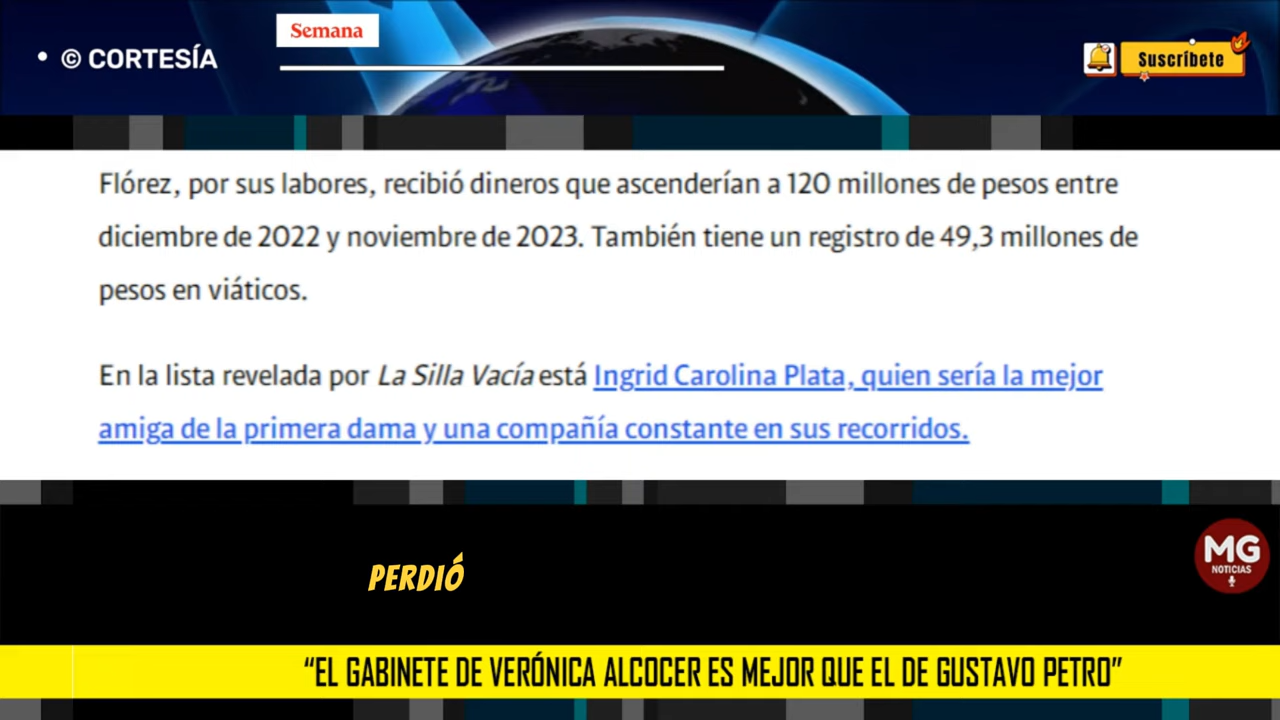 • © CORTESÍA
Semana
Suscríbete
Flórez, por sus labores, recibió dineros que ascenderían a 120 millones de pesos entre
diciembre de 2022 y noviembre de 2023. También tiene un registro de 49,3 millones de
pesos en viáticos.
En la lista revelada por La Silla Vacía está Ingrid Carolina Plata, quien sería la mejor
amiga de la primera dama y una compañía constante en sus recorridos.
MG
NOTICIAS
PERDIÓ
“EL GABINETE DE VERÓNICA ALCOCER ES MEJOR QUE EL DE GUSTAVO PETRO”